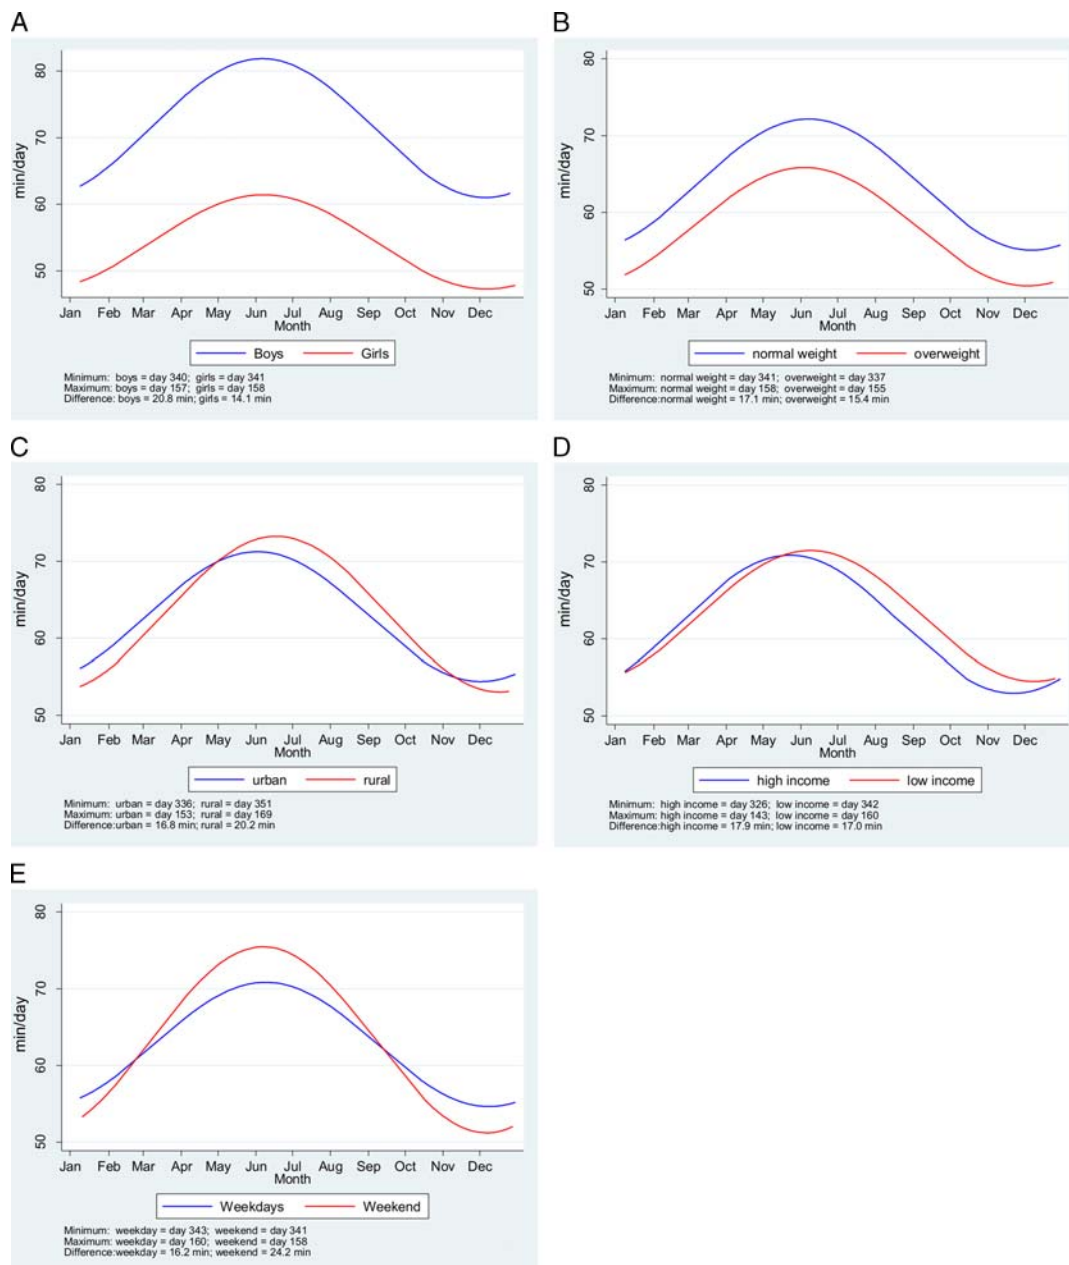 A
80
70
60
50
min/day
Jan Feb Mar Apr May Jun Jul Aug Sep Oct Nov Dec
Month
Boys Girls
Minimum: boys = day 340; girls = day 341
Maximum: boys = day 157; girls = day 158
Difference: boys = 20.8 min; girls = 14.1 min
B
80
70
60
50
min/day
Jan Feb Mar Apr May Jun Jul Aug Sep Oct Nov Dec
Month
normal weight overweight
Minimum: normal weight = day 341; overweight = day 337
Maximum: normal weight = day 158; overweight = day 155
Difference:normal weight = 17.1 min; overweight = 15.4 min
C
80
70
60
50
min/day
Jan Feb Mar Apr May Jun Jul Aug Sep Oct Nov Dec
Month
urban rural
Minimum: urban = day 336; rural = day 351
Maximum: urban = day 153; rural = day 169
Difference:urban = 16.8 min; rural = 20.2 min
D
80
70
60
50
min/day
Jan Feb Mar Apr May Jun Jul Aug Sep Oct Nov Dec
Month
high income low income
Minimum: high income = day 326; low income = day 342
Maximum: high income = day 143; low income = day 160
Difference:high income = 17.9 min; low income = 17.0 min
E
80
70
60
50
min/day
Jan Feb Mar Apr May Jun Jul Aug Sep Oct Nov Dec
Month
Weekdays Weekend
Minimum: weekday = day 343; weekend = day 341
Maximum: weekday = day 160; weekend = day 158
Difference:weekday = 16.2 min; weekend = 24.2 min